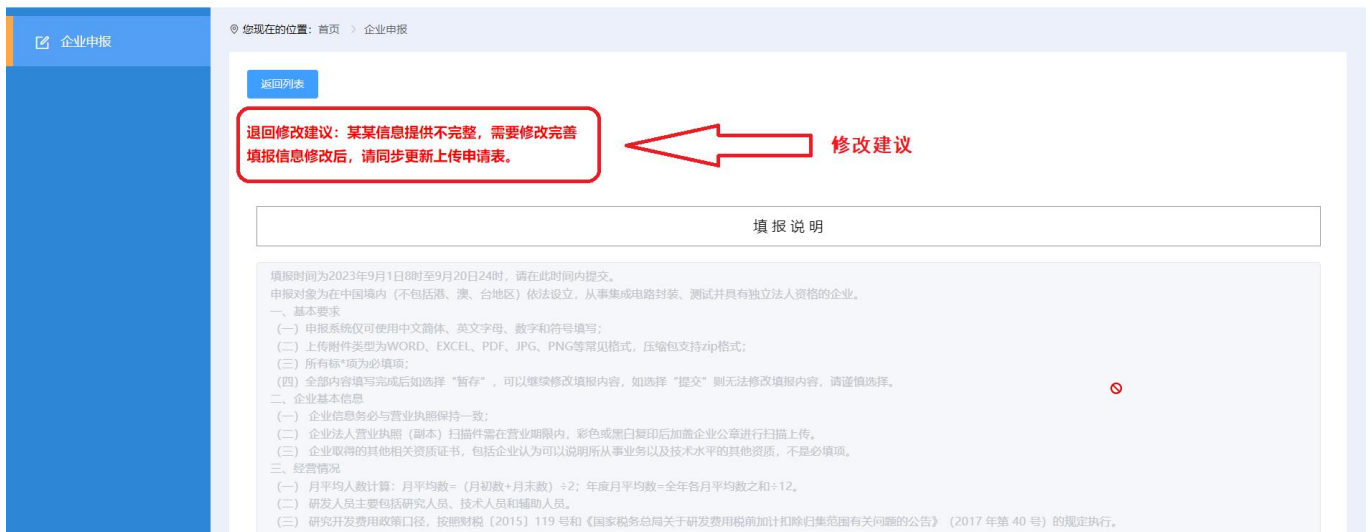 企业申报
您现在的位置：首页 > 企业申报
返回列表
退回修改建议：某某信息提供不完整，需要修改完善
填报信息修改后，请同步更新上传申请表。
修改建议
填报说明
填报时间为2023年9月1日8时至9月20日24时，请在此时间内提交。
申报对象为在中国境内（不包括港、澳、台地区）依法设立，从事集成电路封装、测试并具有独立法人资格的企业。
一、基本要求
（一）申报系统仅可使用中文简体、英文字母、数字和符号填写；
（二）上传附件类型为WORD、EXCEL、PDF、JPG、PNG等常见格式，压缩包支持zip格式；
（三）所有标*项为必填项；
（四）全部内容填写完成后如选择“暂存”，可以继续修改填报内容，如选择“提交”则无法修改填报内容，请谨慎选择。
二、企业基本信息
（一） 企业信息务必与营业执照保持一致；
（二） 企业法人营业执照（副本）扫描件需在营业期限内，彩色或黑白复印后加盖企业公章进行扫描上传。
（三） 企业取得的其他相关资质证书，包括企业认为可以说明所从事业务以及技术水平的其他资质，不是必填项。
三、经营情况
（一） 月平均人数计算：月平均数=（月初数+月末数）÷2；年度月平均数=全年各月平均数之和÷12。
（二） 研发人员主要包括研究人员、技术人员和辅助人员。
（三） 研究开发费用政策口径，按照财税〔2015〕119 号和《国家税务总局关于研发费用税前加计扣除归集范围有关问题的公告》（2017 年第 40 号）的规定执行。